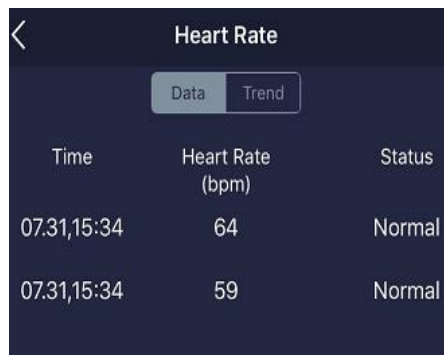 Heart Rate
Data Trend
Time Heart Rate (bpm) Status
07.31,15:34 64 Normal
07.31,15:34 59 Normal